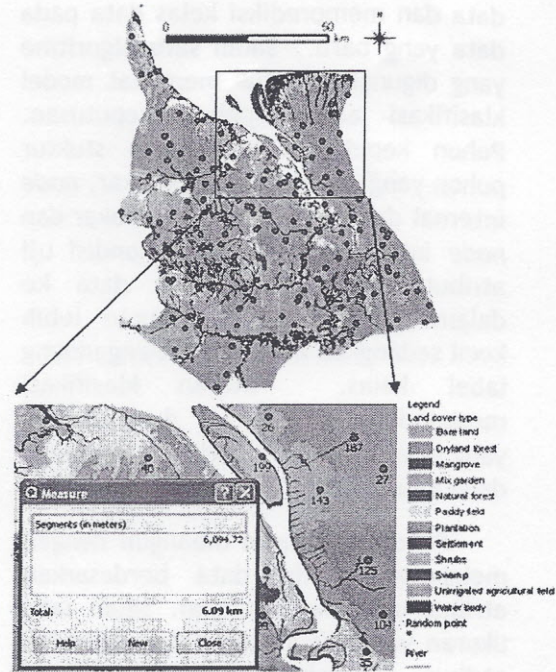 0
50
km
26
187
199
27
40
143
125
104
Measure
Segments (in meters)
6,094.72
Total:
6.09 km
Help
New
Close
Legend
Land cover type
Bare land
Dryland forest
Mangrove
Mix garden
Natural forest
Paddy field
Plantation
Settlement
Shrubs
Swamp
Unirrigated agricultural field
Water body
Random point
River